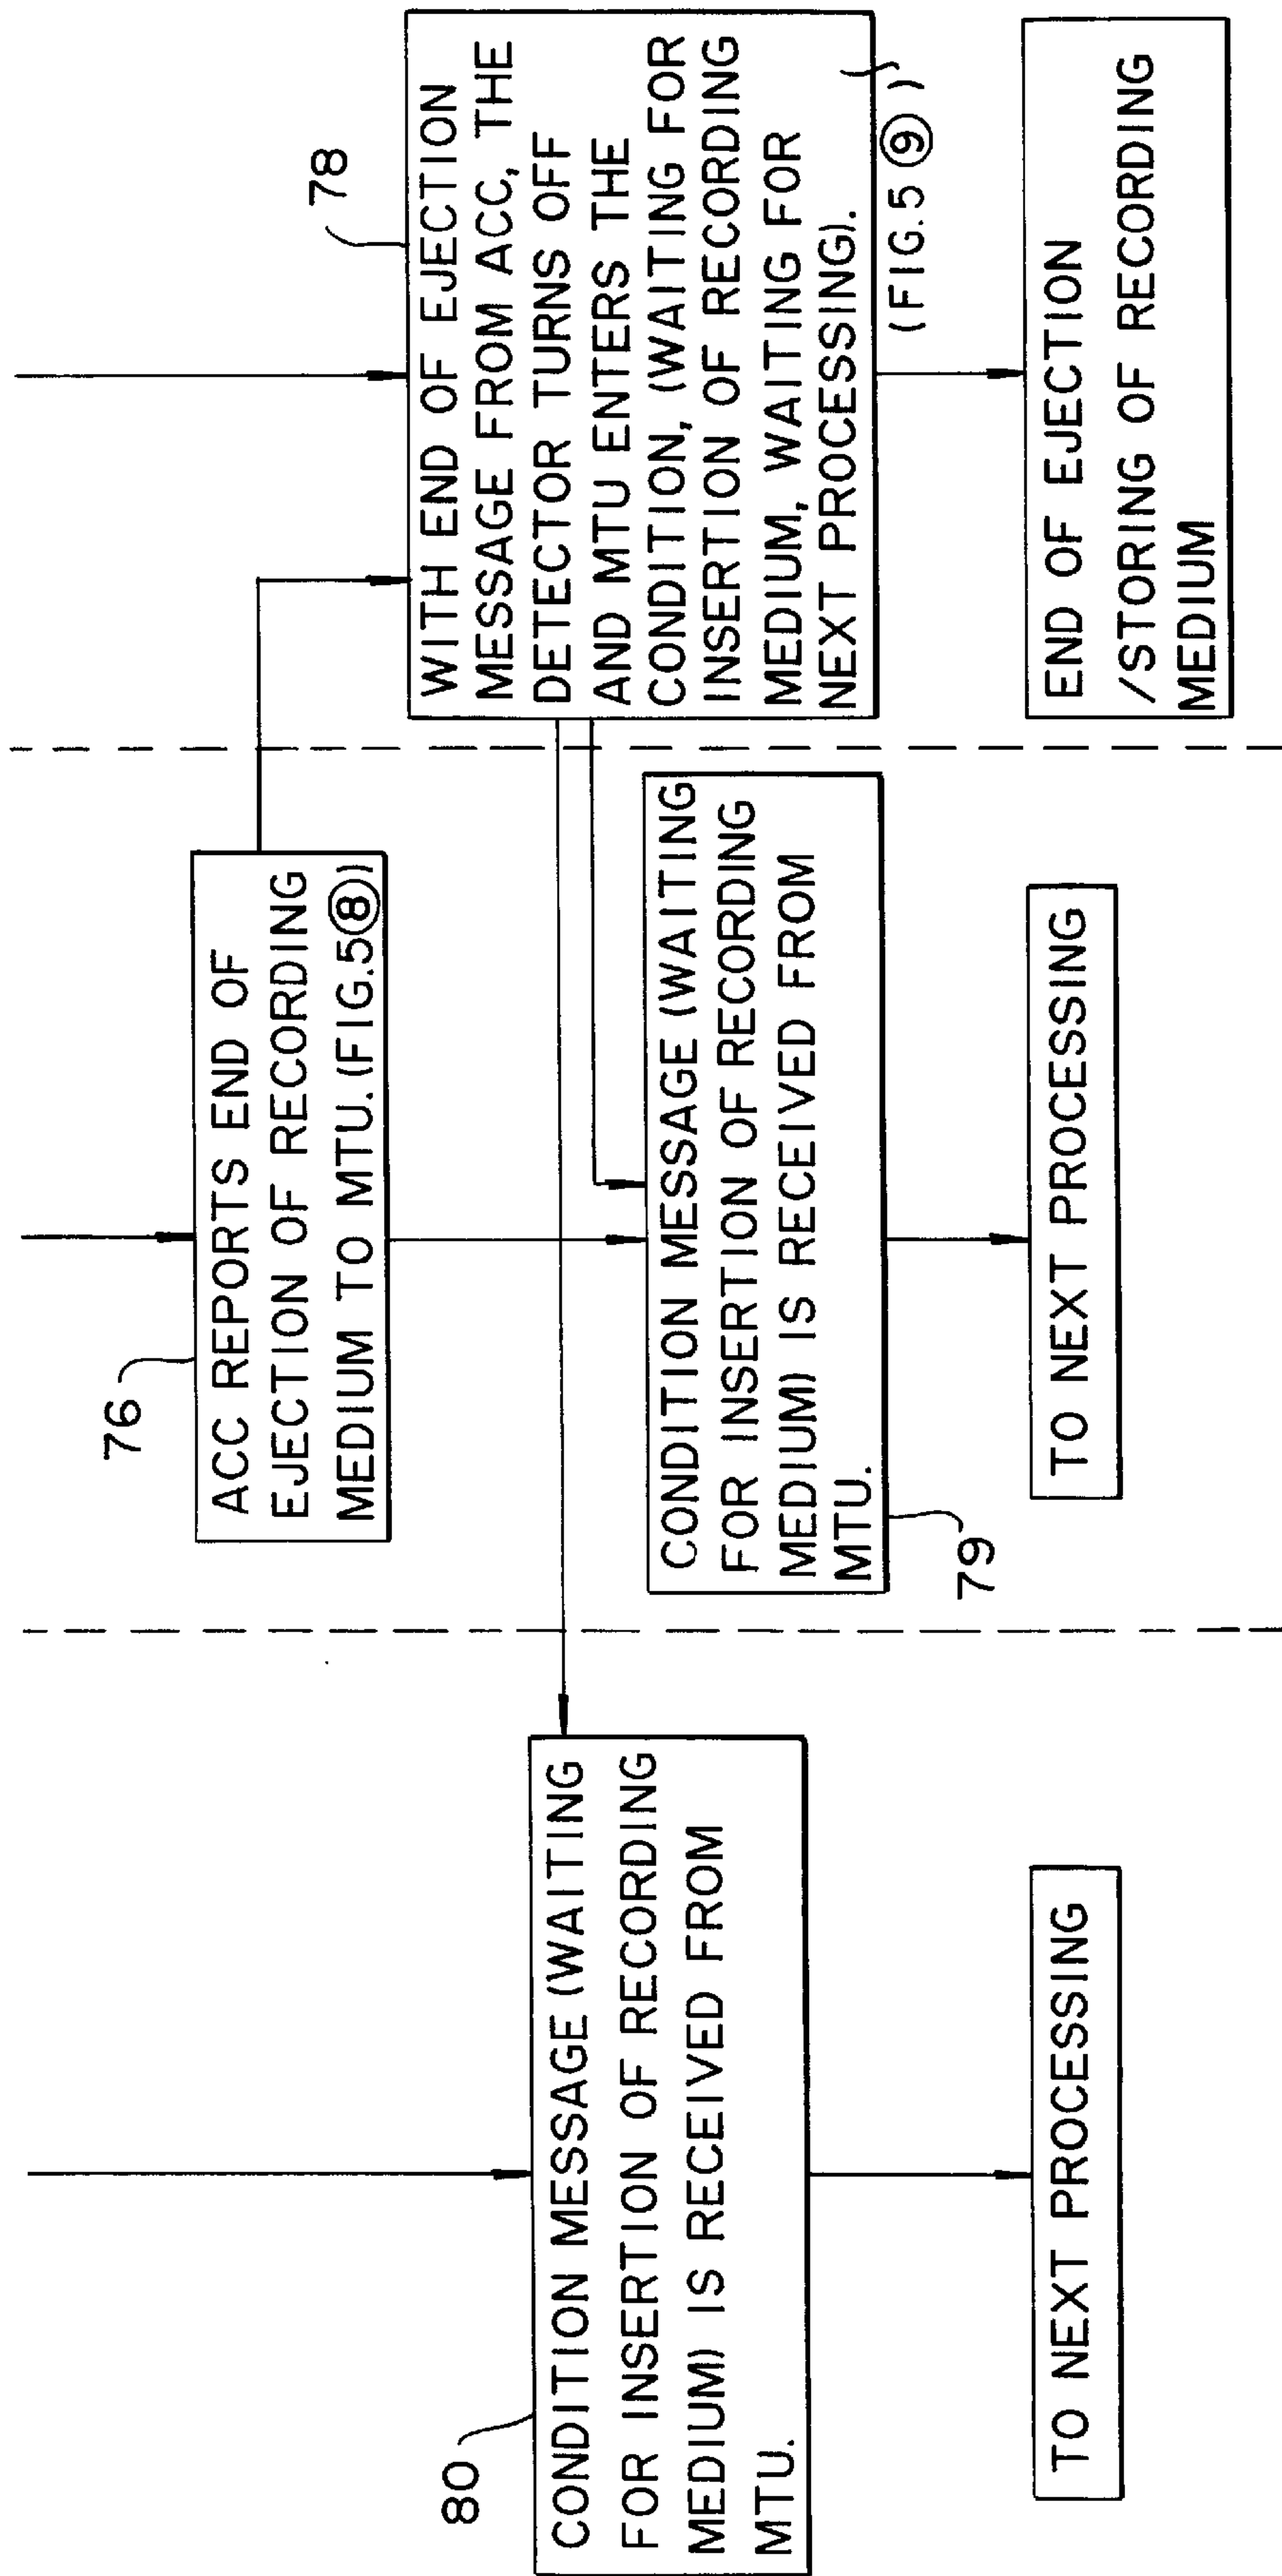 76
ACC REPORTS END OF
EJECTION OF RECORDING
MEDIUM TO MTU. (FIG.5⑧)
78
WITH END OF EJECTION
MESSAGE FROM ACC, THE
DETECTOR TURNS OFF
AND MTU ENTERS THE
CONDITION, (WAITING FOR
INSERTION OF RECORDING
MEDIUM, WAITING FOR
NEXT PROCESSING).
(FIG.5 ⑨)
80
CONDITION MESSAGE (WAITING
FOR INSERTION OF RECORDING
MEDIUM) IS RECEIVED FROM
MTU.
CONDITION MESSAGE (WAITING
FOR INSERTION OF RECORDING
MEDIUM) IS RECEIVED FROM
MTU.
79
TO NEXT PROCESSING
TO NEXT PROCESSING
END OF EJECTION
/STORING OF RECORDING
MEDIUM